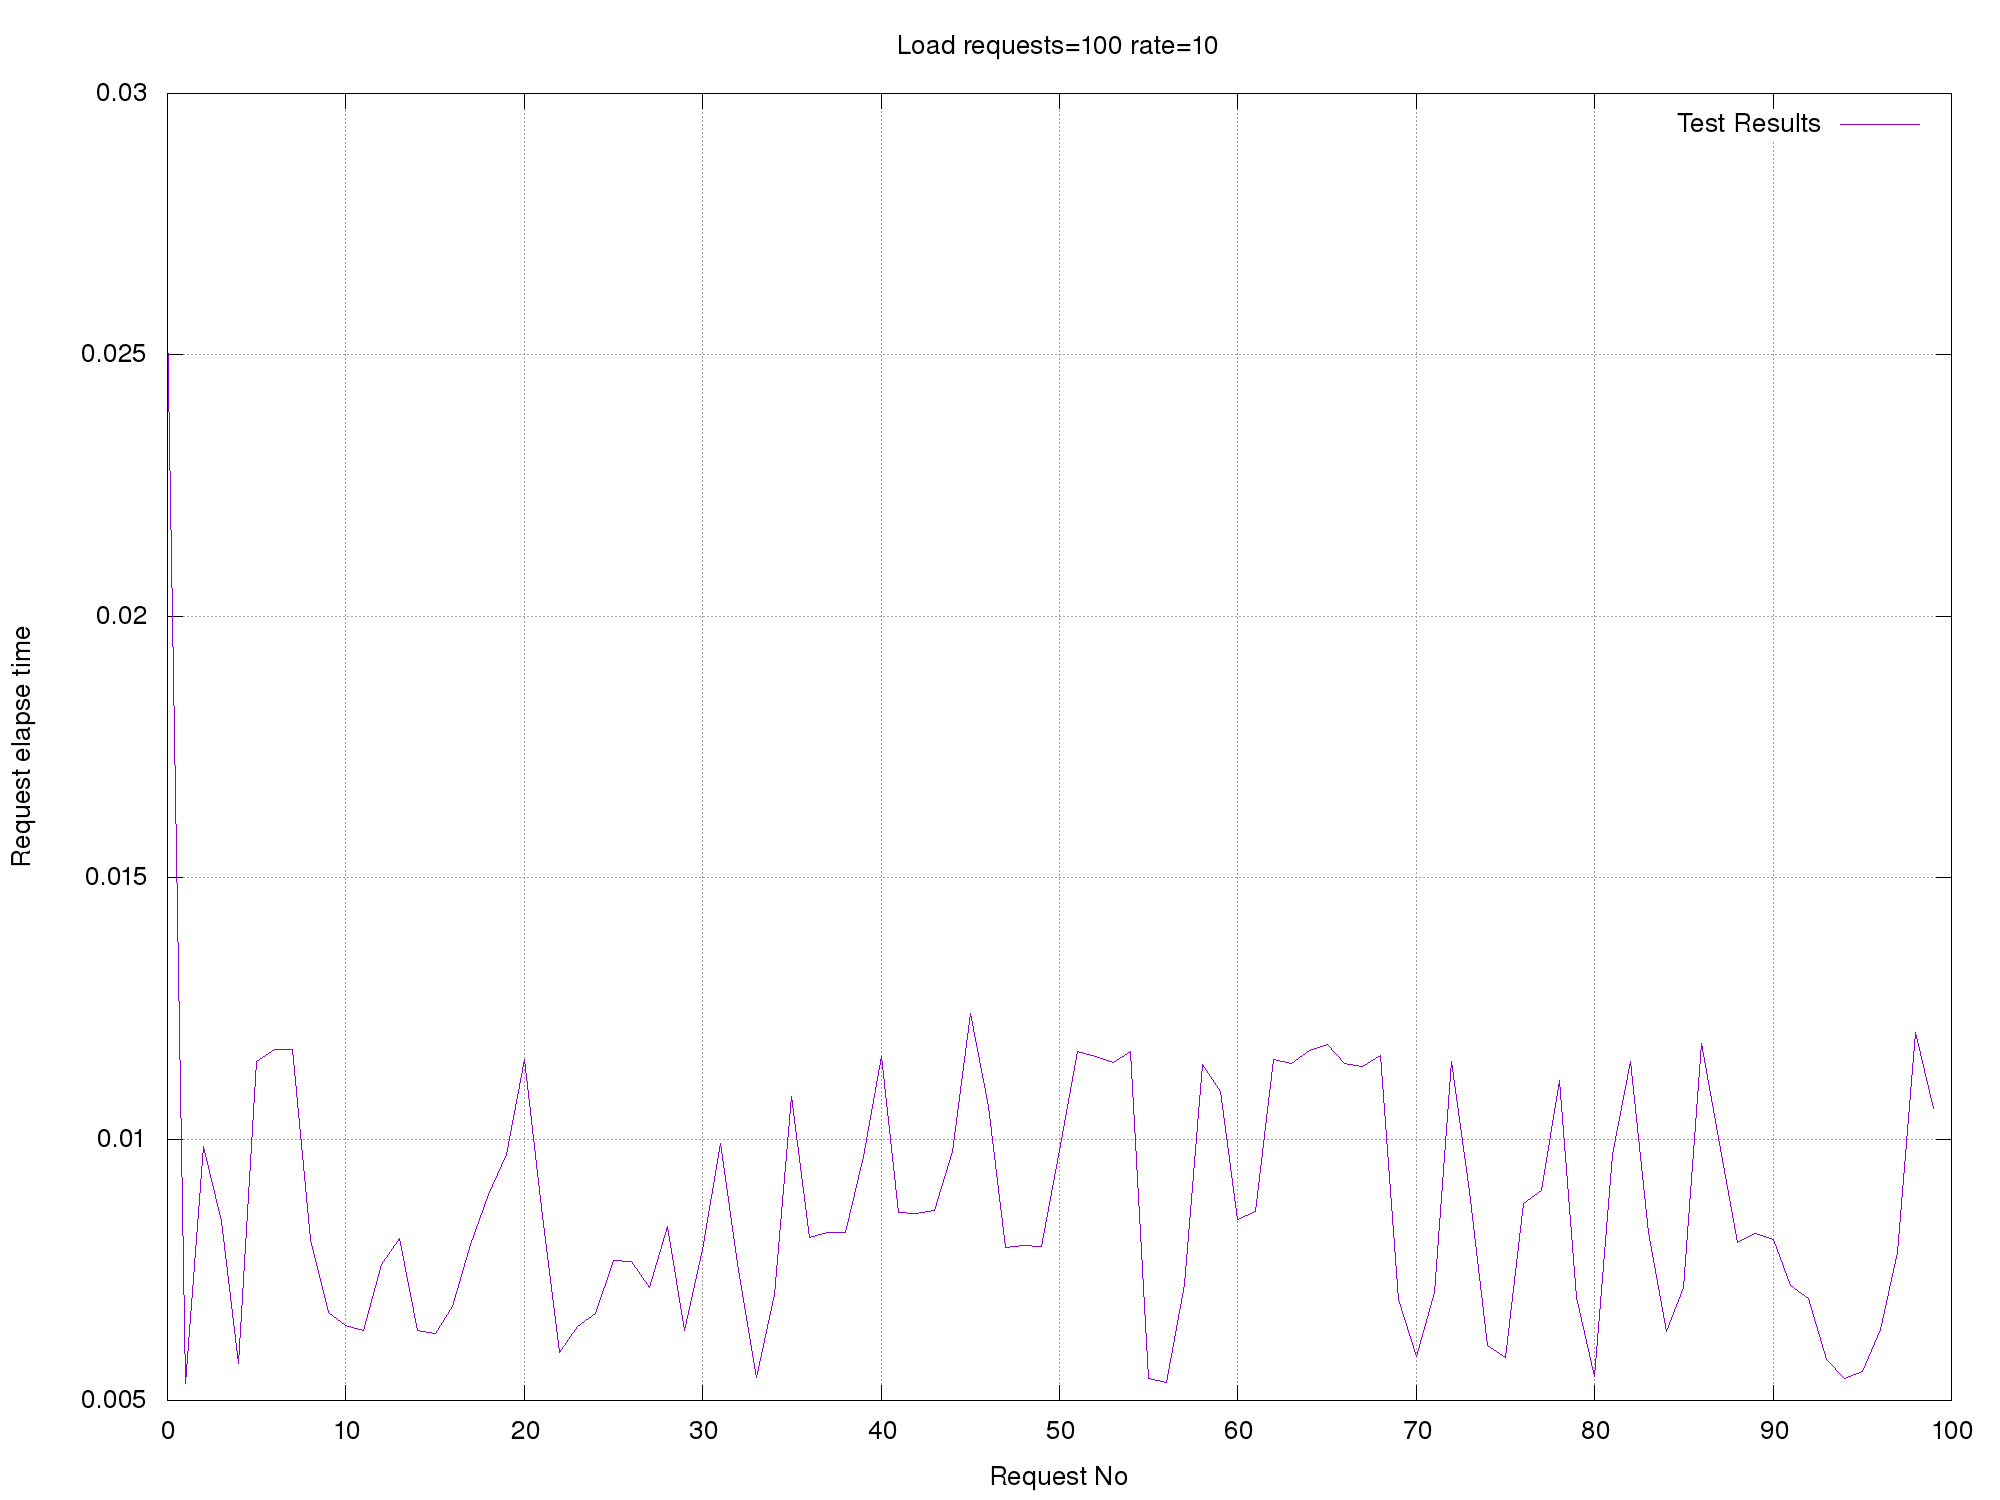 Load requests=100 rate=10
Test Results
Request elapse time
0.03
0.025
0.02
0.015
0.01
0.005
0 10 20 30 40 50 60 70 80 90 100
Request No